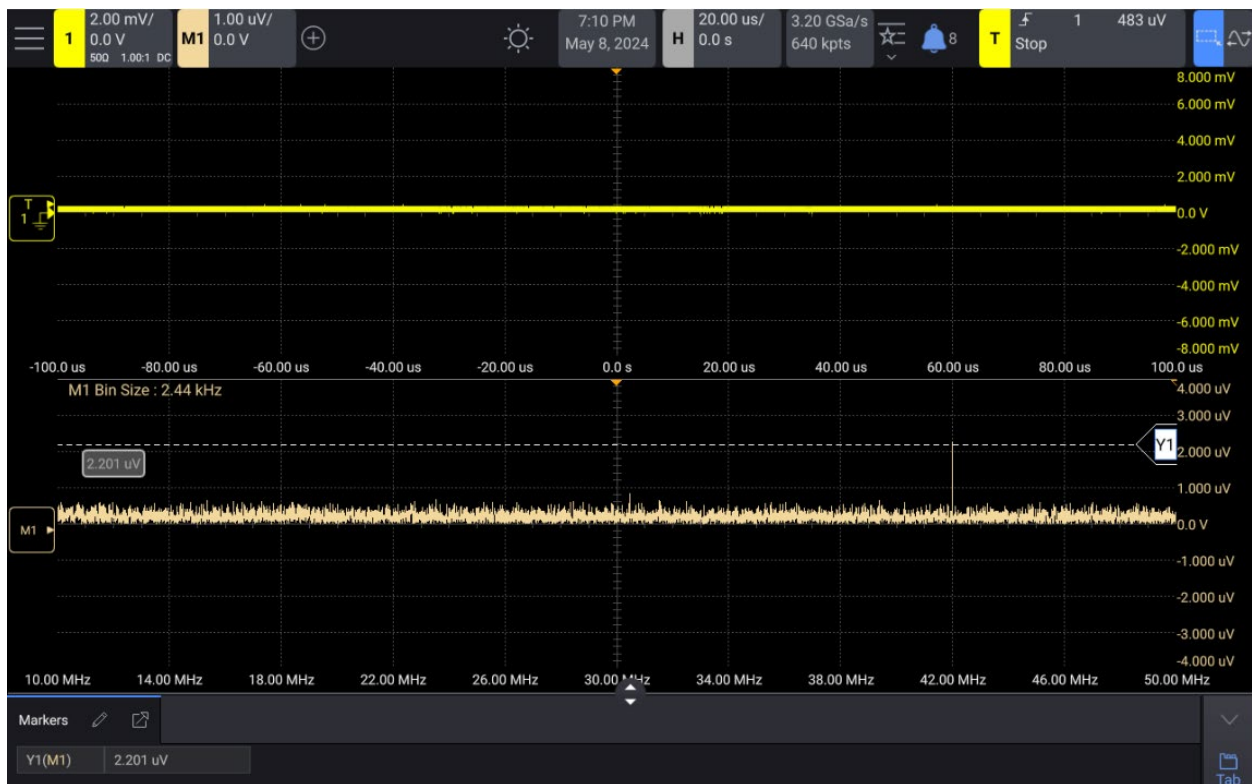 1 2.00 mV/ 0.0 V 50Ω 1.00:1 DC
M1 1.00 uV/ 0.0 V
7:10 PM
May 8, 2024
H 20.00 us/ 0.0 s
3.20 GSa/s
640 kpts
8
T 1 483 uV
Stop
8.000 mV
6.000 mV
4.000 mV
2.000 mV
T
1
0.0 V
-2.000 mV
-4.000 mV
-6.000 mV
-8.000 mV
-100.0 us -80.00 us -60.00 us -40.00 us -20.00 us 0.0 s 20.00 us 40.00 us 60.00 us 80.00 us 100.0 us
M1 Bin Size : 2.44 kHz
4.000 uV
3.000 uV
Y1
2.000 uV
2.201 uV
1.000 uV
M1
0.0 V
-1.000 uV
-2.000 uV
-3.000 uV
-4.000 uV
10.00 MHz 14.00 MHz 18.00 MHz 22.00 MHz 26.00 MHz 30.00 MHz 34.00 MHz 38.00 MHz 42.00 MHz 46.00 MHz 50.00 MHz
Markers
Y1(M1) 2.201 uV
Tab